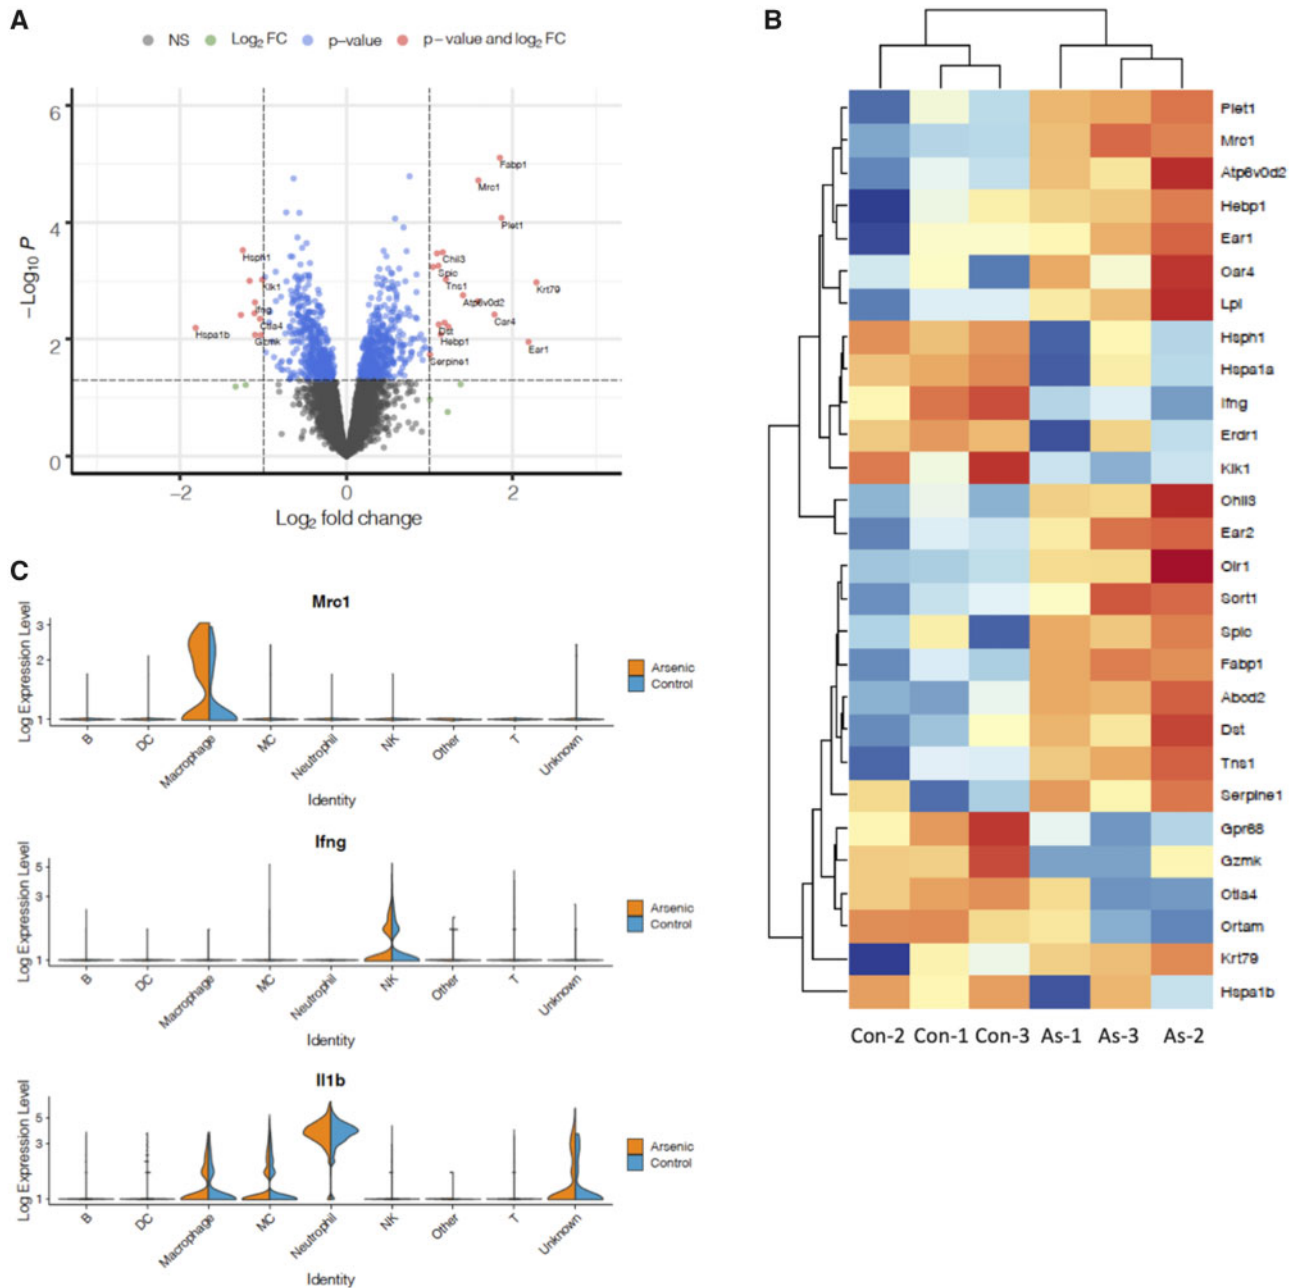 A
NS Log₂ FC p–value p – value and log₂ FC
6
4
2
0
−Log₁₀ P
Fabp1
Mrc1
Plet1
Hsph1
Chil3
Spic
Klk1
Tns1
Krt79
Atp6v0d2
Ifng
Car4
Ctla4
Dst
Hspa1b
Gzmk
Hebp1
Ear1
Serpine1
−2 0 2
Log₂ fold change
B
Plet1
Mrc1
Atp6v0d2
Hebp1
Ear1
Car4
Lpl
Hsph1
Hspa1a
Ifng
Erdr1
Klk1
Chil3
Ear2
Olr1
Sort1
Spic
Fabp1
Abcd2
Dst
Tns1
Serpine1
Gpr68
Gzmk
Ctla4
Crtam
Krt79
Hspa1b
Con-2 Con-1 Con-3 As-1 As-3 As-2
C
Mrc1
Log Expression Level
3
2
1
B DC Macrophage MC Neutrophil NK Other T Unknown
Identity
Arsenic
Control
Ifng
Log Expression Level
5
3
1
B DC Macrophage MC Neutrophil NK Other T Unknown
Identity
Arsenic
Control
Il1b
Log Expression Level
5
3
1
B DC Macrophage MC Neutrophil NK Other T Unknown
Identity
Arsenic
Control